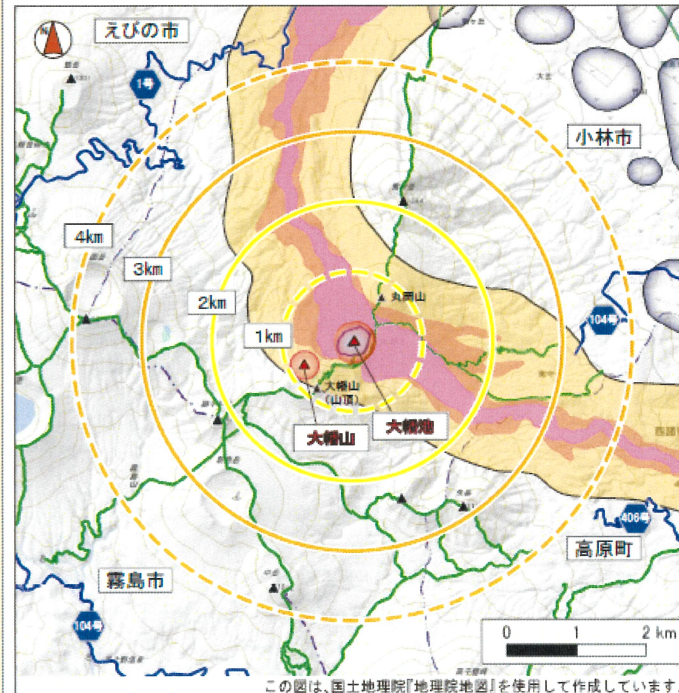 えびの市
1号
小林市
4km
3km
2km
1km
丸岡山
104号
大幡山
(山頂)
大幡山
大幡池
406号
高原町
霧島市
中岳
104号
0 1 2 km
この図は、国土地理院『地理院地図』を使用して作成しています。